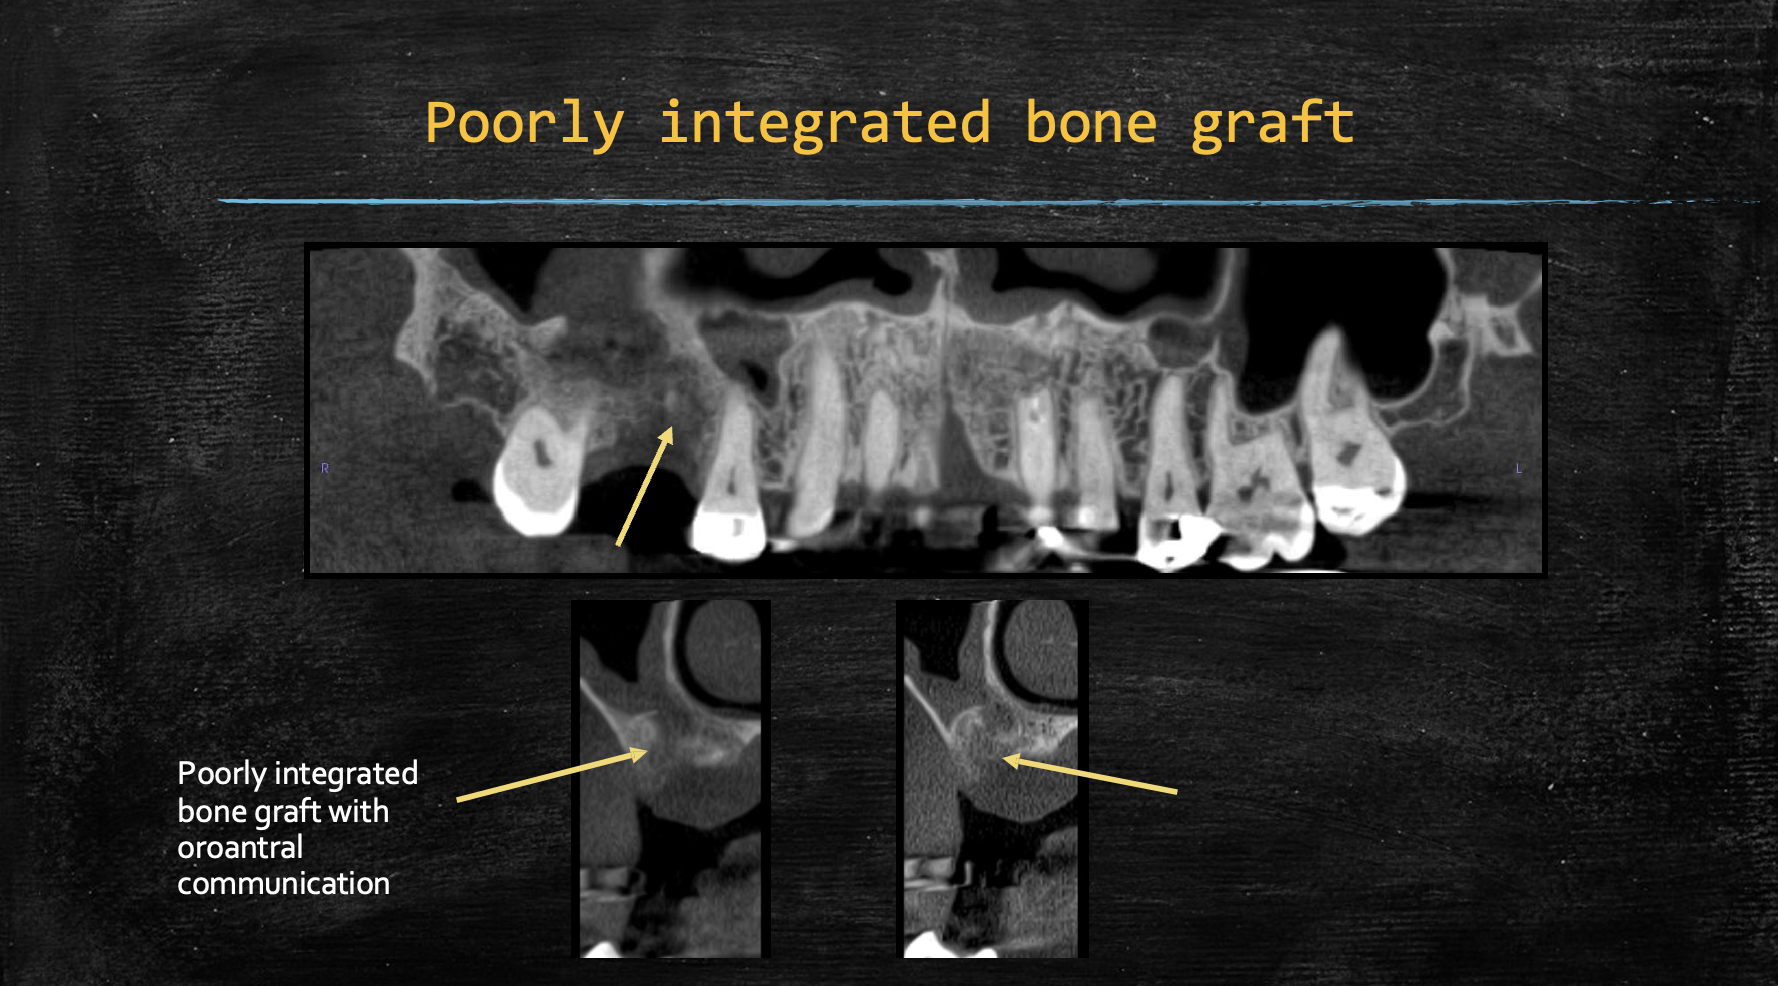 Poorly integrated bone graft
R
L
Poorly integrated
bone graft with
oroantral
communication